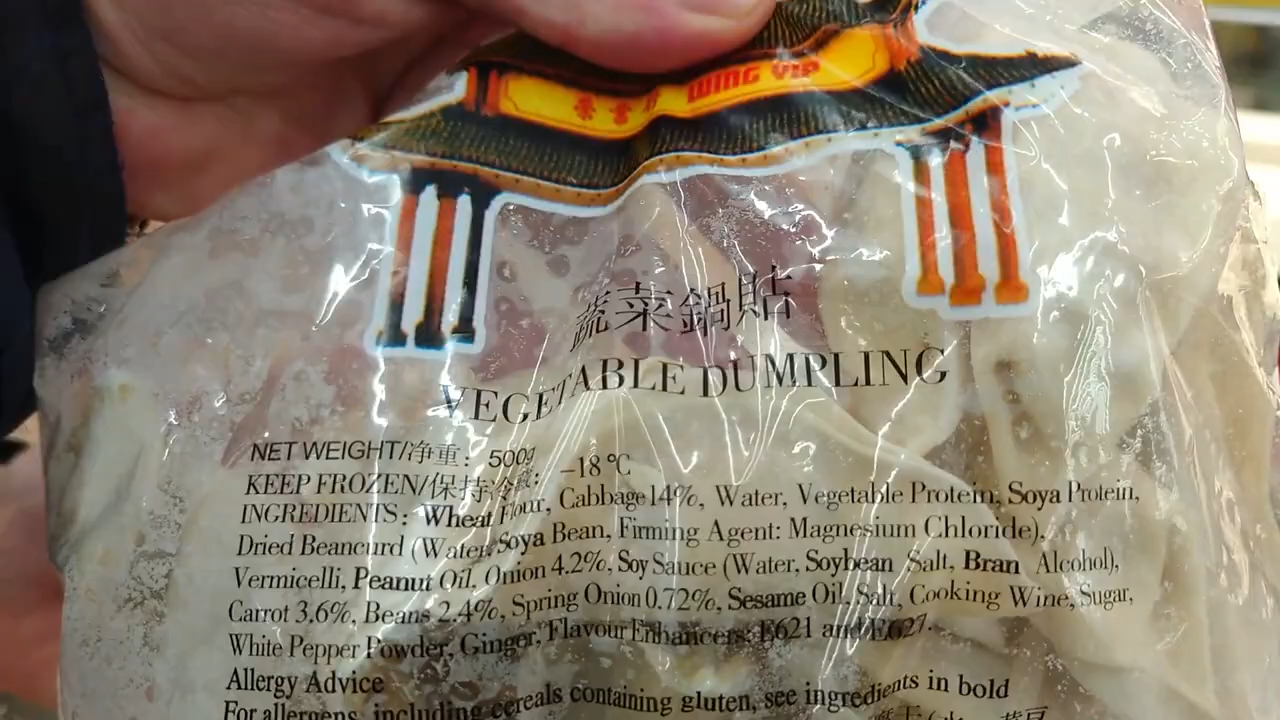 WING YIP
蔬菜鍋貼
VEGETABLE DUMPLING
NET WEIGHT/净重： 500g
KEEP FROZEN/保持冷藏： -18℃
INGREDIENTS： Wheat Flour, Cabbage14%, Water, Vegetable Protein, Soya Protein,
Dried Beancurd (Water, Soya Bean, Firming Agent: Magnesium Chloride),
Vermicelli, Peanut Oil, Onion 4.2%, Soy Sauce (Water, Soybean Salt, Bran Alcohol),
Carrot 3.6%, Beans 2.4%, Spring Onion 0.72%, Sesame Oil, Salt, Cooking Wine, Sugar,
White Pepper Powder, Ginger, Flavour Enhancers: E621 and E627.
Allergy Advice
For allergens, including cereals containing gluten, see ingredients in bold